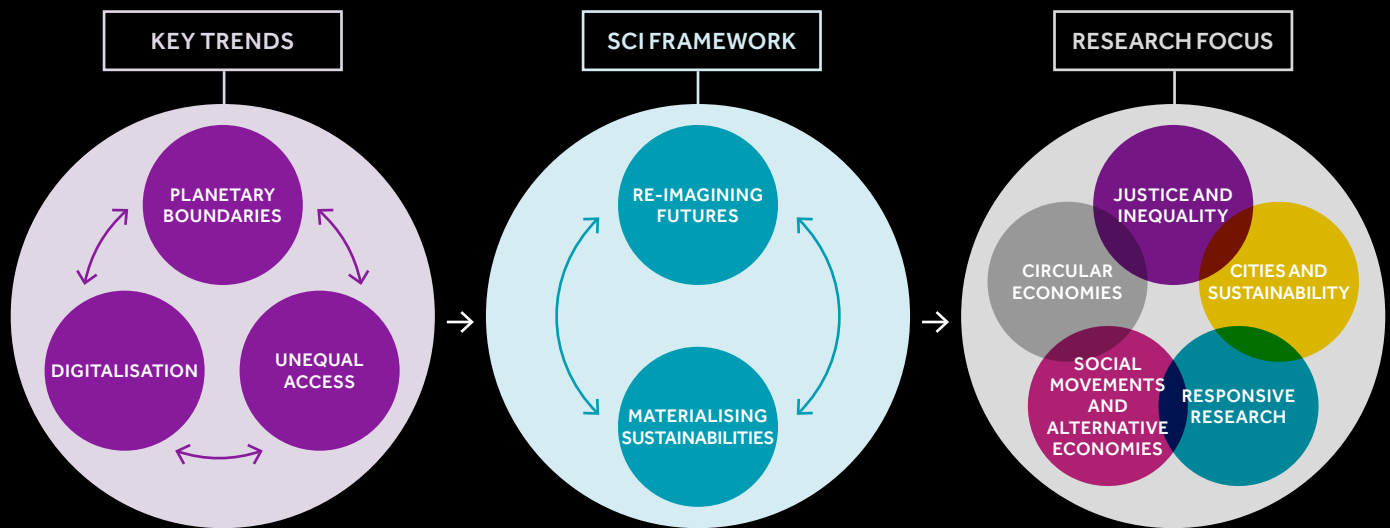 KEY TRENDS
PLANETARY
BOUNDARIES
DIGITALISATION
UNEQUAL
ACCESS
SCI FRAMEWORK
RE-IMAGINING
FUTURES
MATERIALISING
SUSTAINABILITIES
RESEARCH FOCUS
JUSTICE AND
INEQUALITY
CIRCULAR
ECONOMIES
CITIES AND
SUSTAINABILITY
SOCIAL
MOVEMENTS
AND
ALTERNATIVE
ECONOMIES
RESPONSIVE
RESEARCH